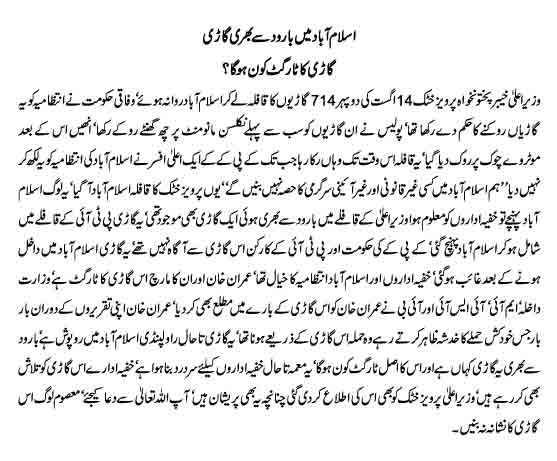 اسلام آباد میں بارود سے بھری گاڑی
گاڑی کا ٹارگٹ کون ہوگا؟
وزیراعلیٰ خیبر پختونخواہ پرویز خٹک 14 اگست کی دوپہر 714 گاڑیوں کا قافلہ لے کر اسلام آباد روانہ ہوئے‘ وفاقی حکومت نے انتظامیہ کو یہ
گاڑیاں روکنے کا حکم دے رکھا تھا‘ پولیس نے ان گاڑیوں کو سب سے پہلے نکلسن مانومنٹ پر چھ گھنٹے روکے رکھا‘ انھیں اس کے بعد
موٹروے چوک پر روک دیا گیا‘ یہ قافلہ اس وقت تک وہاں رکا رہا جب تک کے پی کے کے ایک اعلیٰ افسر نے اسلام آباد کی انتظامیہ کو یہ لکھ کر
نہیں دیا ’’ہم اسلام آباد میں کسی غیر قانونی اور غیر آئینی سرگرمی کا حصہ نہیں بنیں گے‘‘ یوں پرویز خٹک کا قافلہ اسلام آباد آ گیا‘ یہ لوگ اسلام
آباد پہنچے تو خفیہ اداروں کو معلوم ہوا وزیراعلیٰ کے قافلے میں بارود سے بھری ہوئی ایک گاڑی بھی موجود تھی‘ یہ گاڑی پی ٹی آئی کے قافلے میں
شامل ہو کر اسلام آباد پہنچ گئی‘ کے پی کے کی حکومت اور پی ٹی آئی کے کارکن اس گاڑی سے آگاہ نہیں تھے‘ یہ گاڑی اسلام آباد میں داخل
ہونے کے بعد غائب ہو گئی‘ خفیہ اداروں اور اسلام آباد انتظامیہ کا خیال تھا‘ عمران خان اور ان کا مارچ اس گاڑی کا ٹارگٹ ہے‘ وزارت
داخلہ‘ ایم آئی‘ آئی ایس آئی اور آئی بی نے عمران خان کو اس گاڑی کے بارے میں مطلع بھی کر دیا‘ عمران خان اپنی تقریروں کے دوران بار
بار جس خودکش حملے کا خدشہ ظاہر کرتے رہے وہ حملہ اس گاڑی کے ذریعے ہونا تھا‘ یہ گاڑی تاحال راولپنڈی اسلام آباد میں روپوش ہے‘ بارود
سے بھری یہ گاڑی کہاں ہے اور اس کا اصل ٹارگٹ کون ہوگا‘ یہ معمہ تاحال خفیہ اداروں کیلئے سردرد بنا ہوا ہے‘ خفیہ ادارے اس گاڑی کو تلاش
بھی کر رہے ہیں‘ وزیراعلیٰ پرویز خٹک کو بھی اس کی اطلاع کر دی گئی چنانچہ یہ بھی پریشان ہیں‘ آپ اللہ تعالیٰ سے دعا کیجئے‘ معصوم لوگ اس
گاڑی کا نشانہ نہ بنیں۔